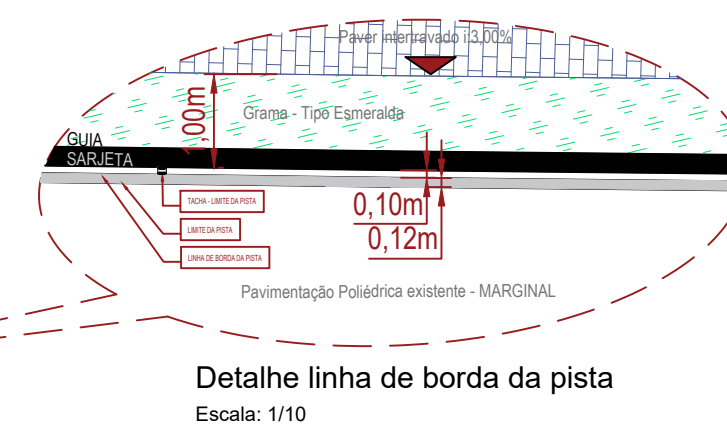 Paver intertravado i:3,00%
1,00m
Grama - Tipo Esmeralda
GUIA
SARJETA
TACHA - LIMITE DA PISTA
LIMITE DA PISTA
LINHA DE BORDA DA PISTA
0,10m
0,12m
Pavimentação Poliédrica existente - MARGINAL
Detalhe linha de borda da pista
Escala: 1/10